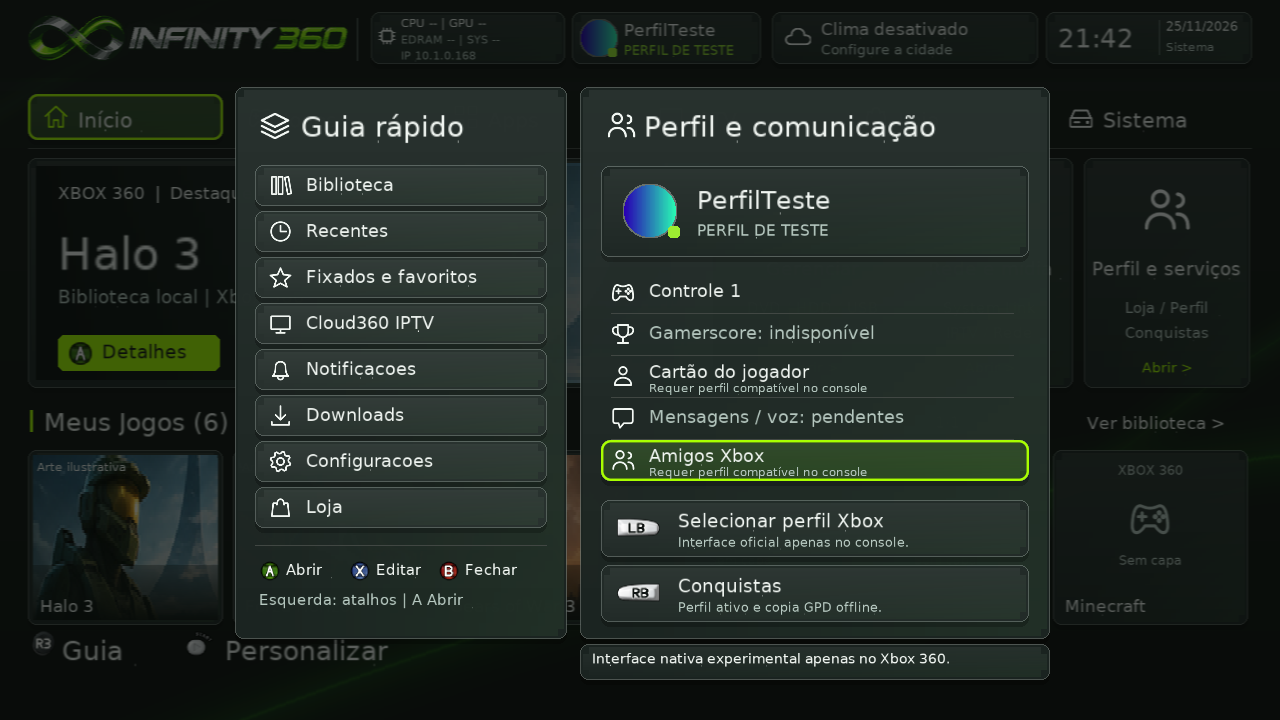 INFINITY 360
CPU -- | GPU --
EDRAM -- | SYS --
IP 10.1.0.168
PerfilTeste
PERFIL DE TESTE
Clima desativado
Configure a cidade
21:42
25/11/2026
Sistema
Início
Sistema
Guia rápido
Biblioteca
Recentes
Fixados e favoritos
Cloud360 IPTV
Notificacoes
Downloads
Configuracoes
Loja
A Abrir
X Editar
B Fechar
Esquerda: atalhos | A Abrir
Perfil e comunicação
PerfilTeste
PERFIL DE TESTE
Controle 1
Gamerscore: indisponível
Cartão do jogador
Requer perfil compatível no console
Mensagens / voz: pendentes
Amigos Xbox
Requer perfil compatível no console
LB
Selecionar perfil Xbox
Interface oficial apenas no console.
RB
Conquistas
Perfil ativo e copia GPD offline.
Interface nativa experimental apenas no Xbox 360.
XBOX 360 |
Halo 3
Biblioteca local |
A Detalhes
Perfil e serviços
Loja / Perfil
Conquistas
Abrir >
Meus Jogos (6)
Ver biblioteca >
Arte ilustrativa
Halo 3
3
XBOX 360
Sem capa
Minecraft
R3 Guia
Personalizar